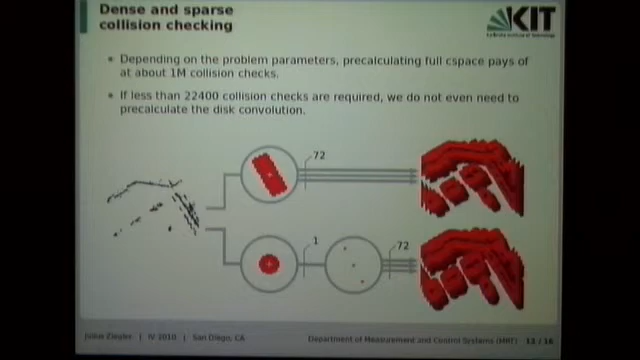 Dense and sparse
collision checking
KIT
• Depending on the problem parameters, precalculating full cspace pays of
at about 1M collision checks.
• If less than 22400 collision checks are required, we do not even need to
precalculate the disk convolution.
72
1
72
Julius Ziegler | IV 2010 | San Diego, CA
Department of Measurement and Control Systems (MRT) 13 / 16